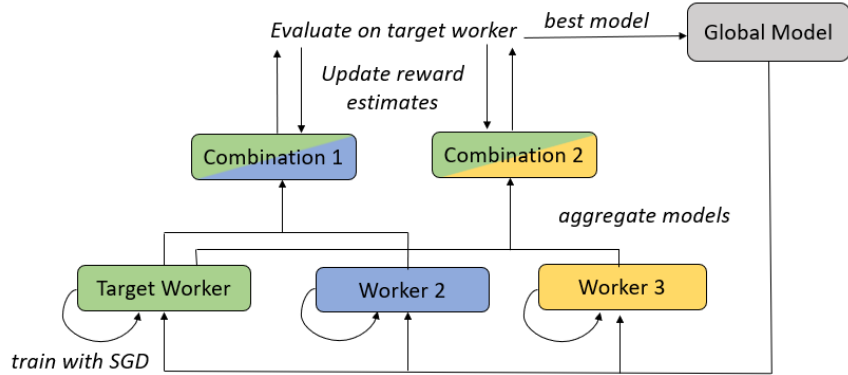 Evaluate on target worker
best model
Global Model
Update reward
estimates
Combination 1
Combination 2
aggregate models
Target Worker
Worker 2
Worker 3
train with SGD